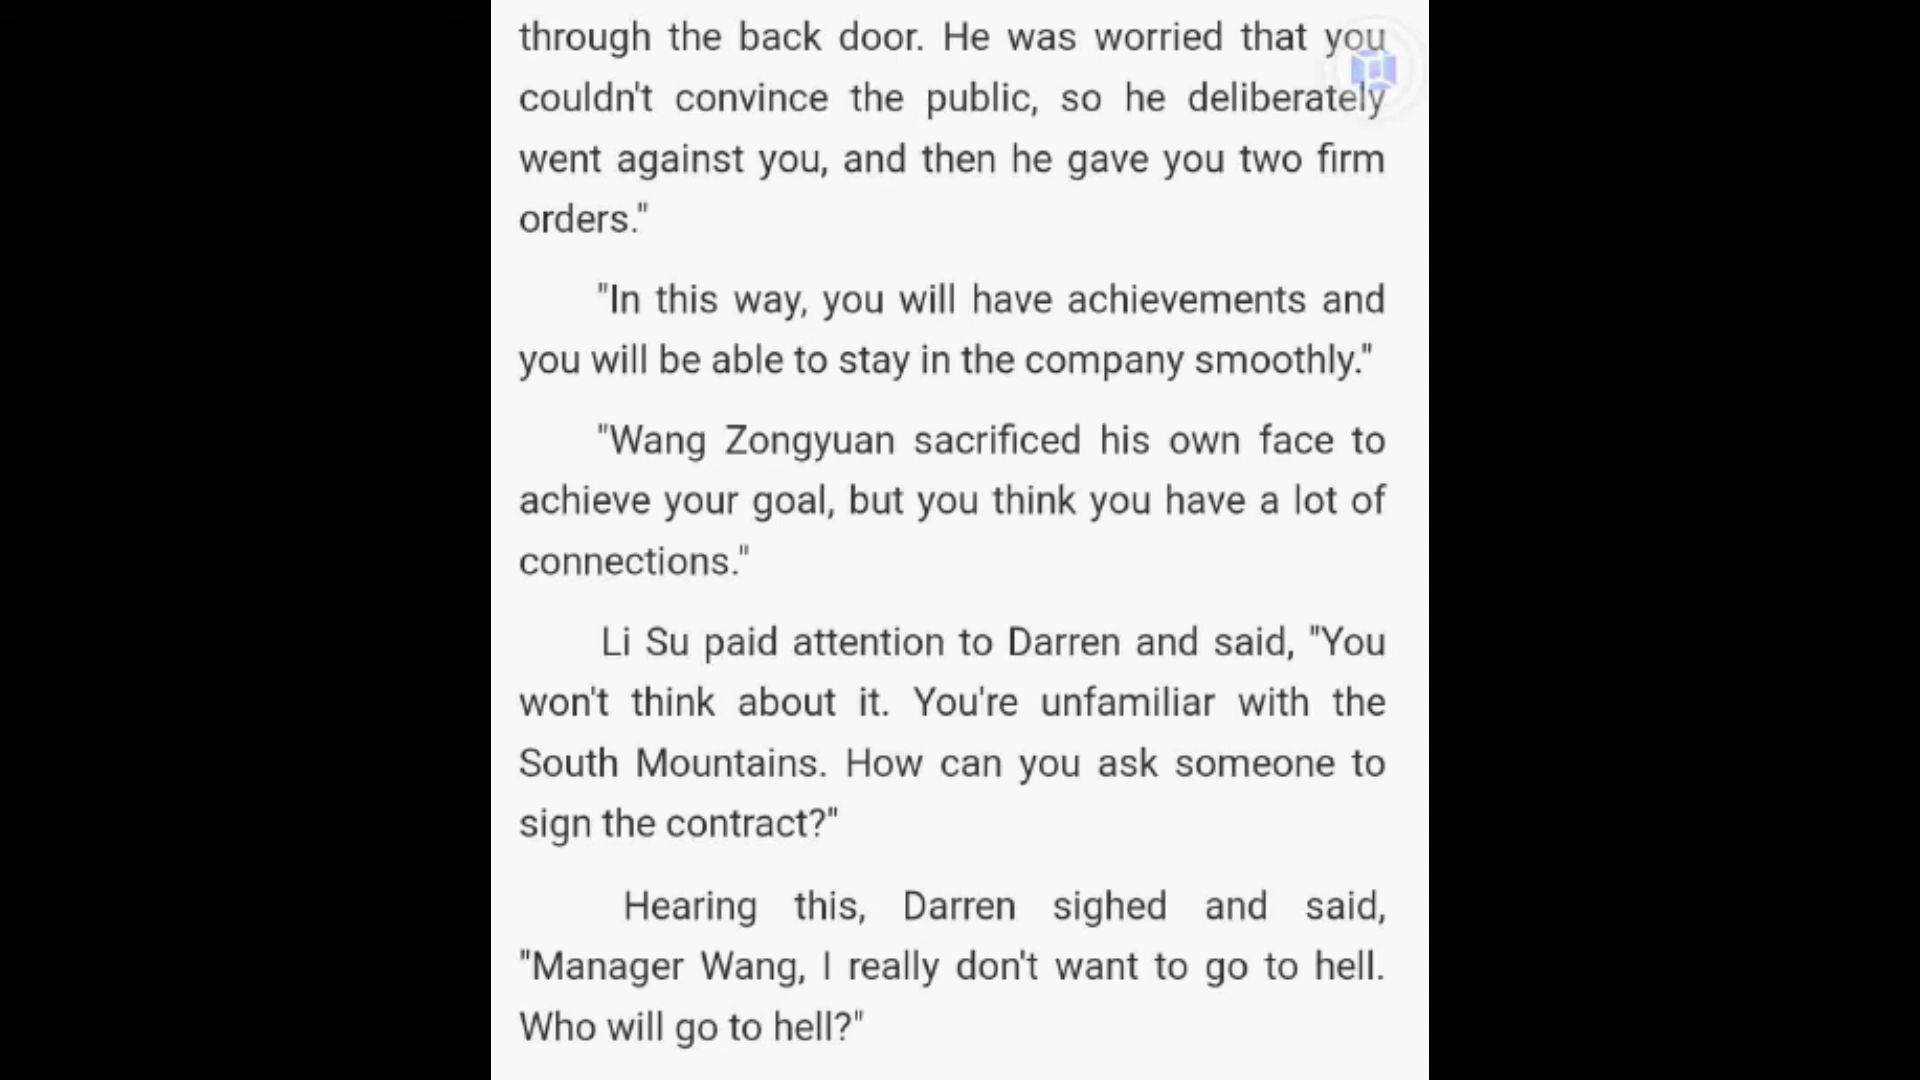 through the back door. He was worried that you
couldn't convince the public, so he deliberately
went against you, and then he gave you two firm
orders."
"In this way, you will have achievements and
you will be able to stay in the company smoothly."
"Wang Zongyuan sacrificed his own face to
achieve your goal, but you think you have a lot of
connections."
Li Su paid attention to Darren and said, "You
won't think about it. You're unfamiliar with the
South Mountains. How can you ask someone to
sign the contract?"
Hearing this, Darren sighed and said,
"Manager Wang, I really don't want to go to hell.
Who will go to hell?"